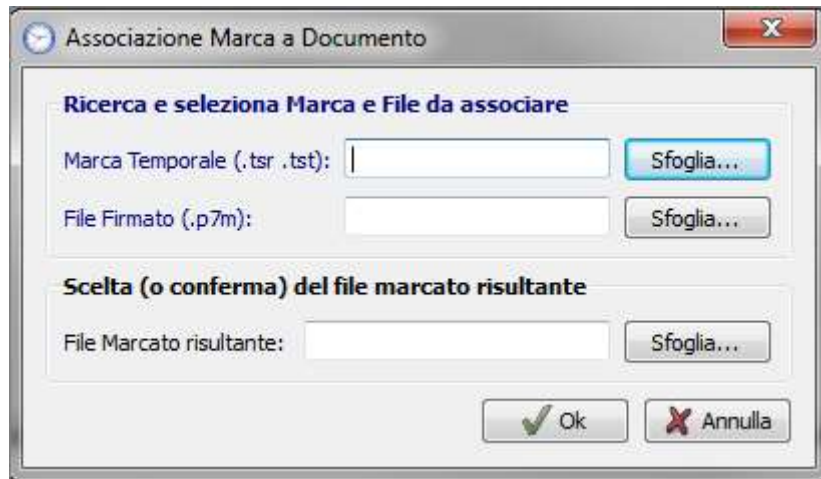 Associazione Marca a Documento
Ricerca e seleziona Marca e File da associare
Marca Temporale (.tsr .tst): Sfoglia...
File Firmato (.p7m): Sfoglia...
Scelta (o conferma) del file marcato risultante
File Marcato risultante: Sfoglia...
Ok Annulla